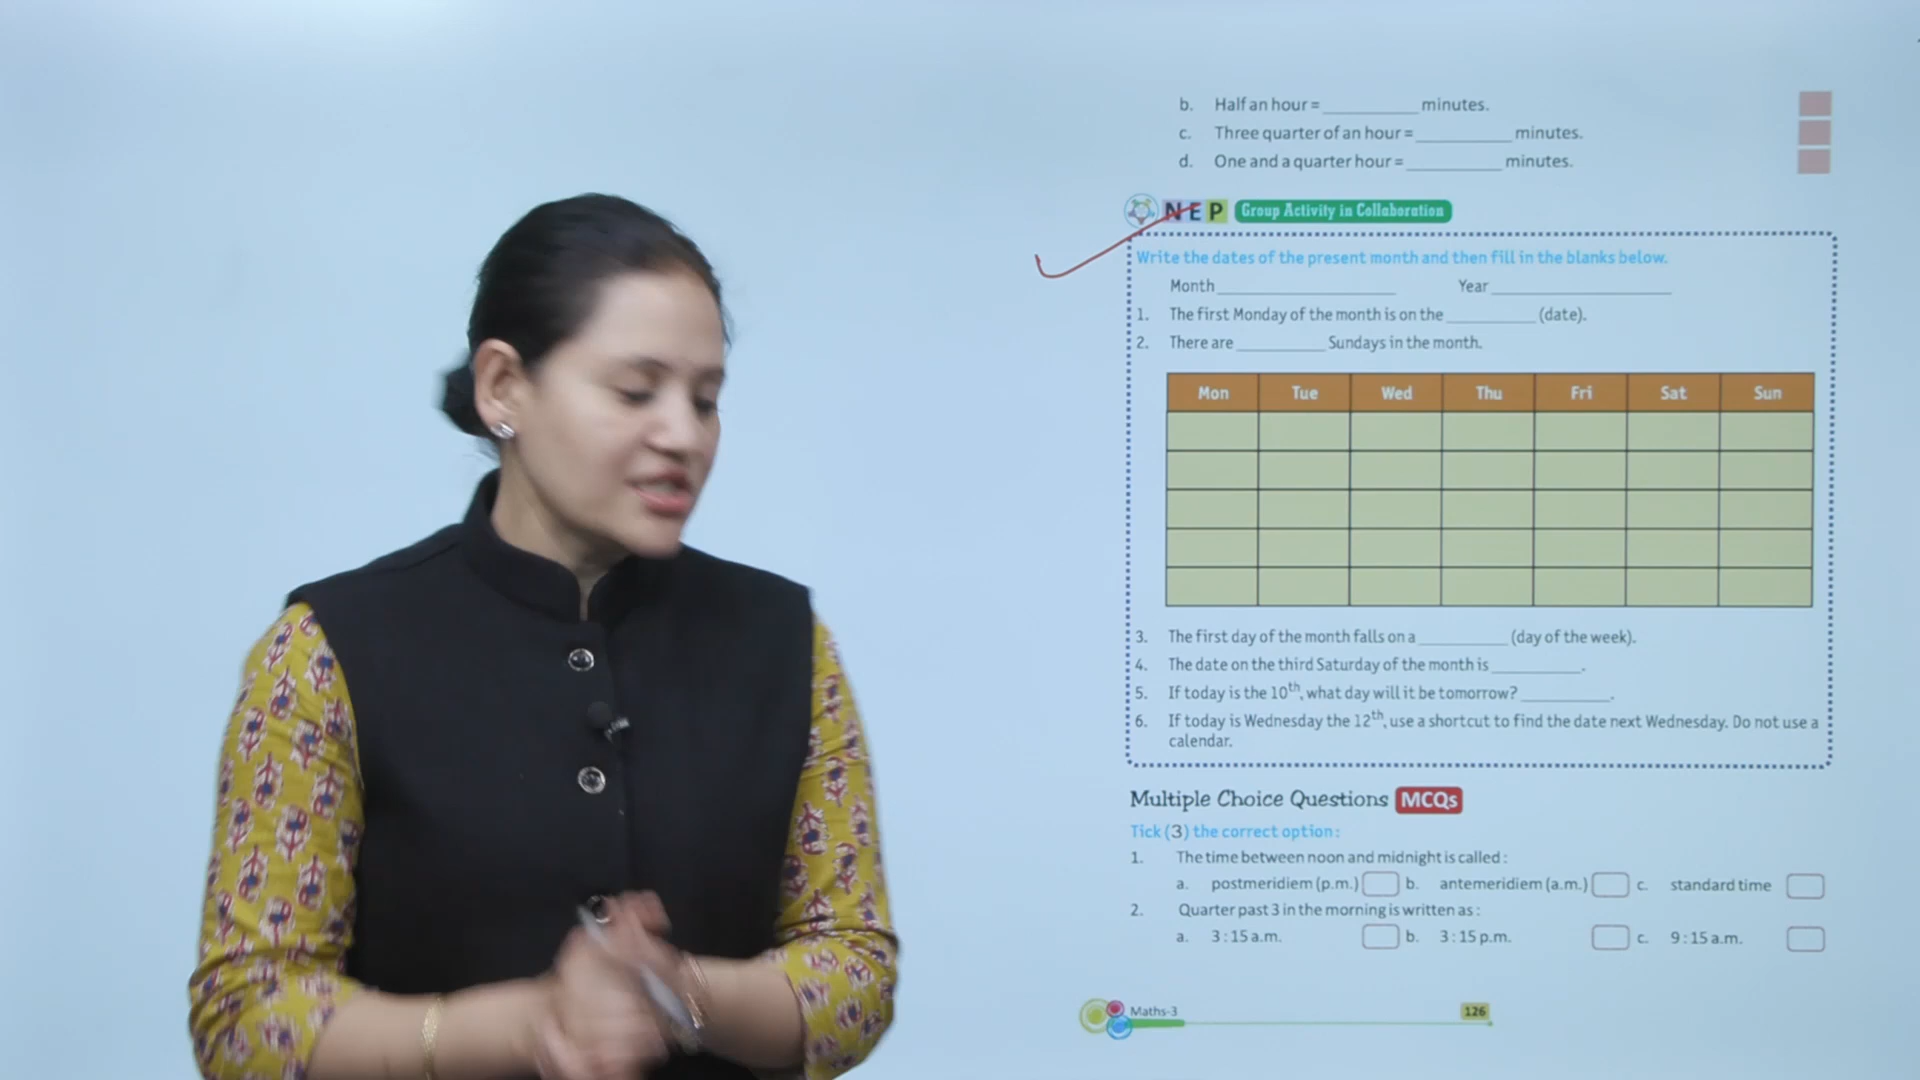 b. Half an hour = __________ minutes.
c. Three quarter of an hour = __________ minutes.
d. One and a quarter hour = __________ minutes.
NEP Group Activity in Collaboration
Write the dates of the present month and then fill in the blanks below.
Month __________ Year __________
1. The first Monday of the month is on the __________ (date).
2. There are __________ Sundays in the month.
Mon Tue Wed Thu Fri Sat Sun
3. The first day of the month falls on a __________ (day of the week).
4. The date on the third Saturday of the month is __________.
5. If today is the 10th, what day will it be tomorrow? __________.
6. If today is Wednesday the 12th, use a shortcut to find the date next Wednesday. Do not use a
calendar.
Multiple Choice Questions MCQs
Tick (3) the correct option :
1. The time between noon and midnight is called :
a. postmeridiem (p.m.) b. antemeridiem (a.m.) c. standard time
2. Quarter past 3 in the morning is written as :
a. 3 : 15 a.m. b. 3 : 15 p.m. c. 9 : 15 a.m.
Maths-3 126